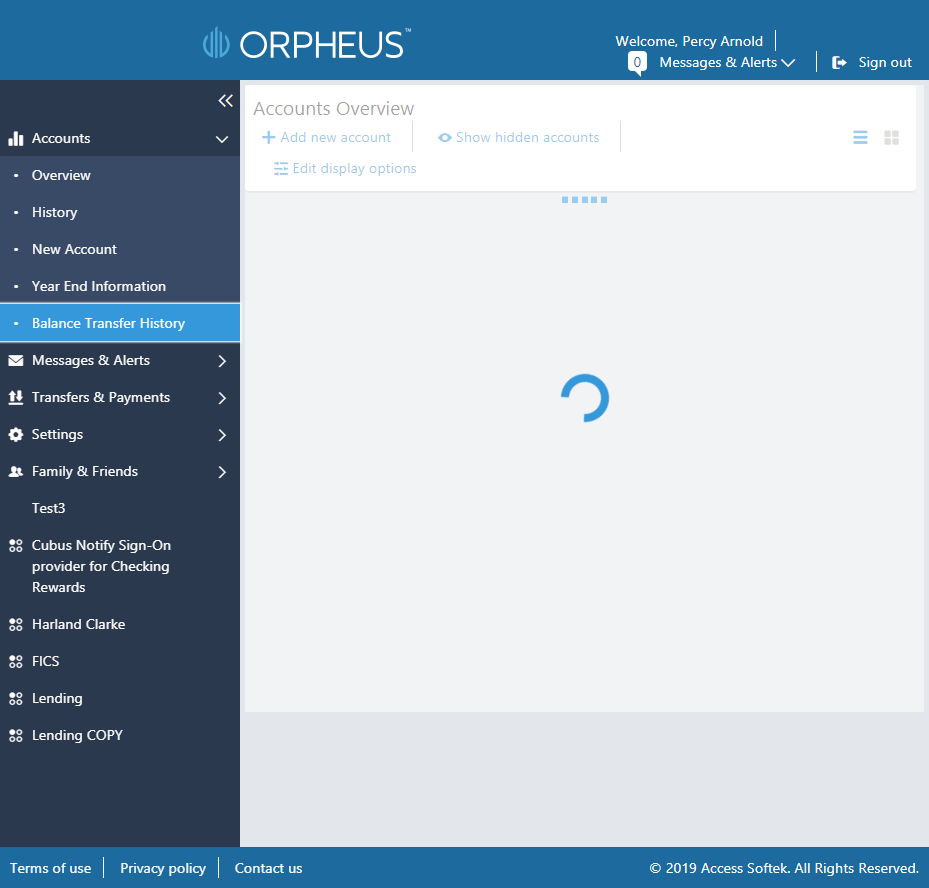 ORPHEUS™
Welcome, Percy Arnold
0 Messages & Alerts
Sign out
Accounts
Overview
History
New Account
Year End Information
Balance Transfer History
Messages & Alerts
Transfers & Payments
Settings
Family & Friends
Test3
Cubus Notify Sign-On
provider for Checking
Rewards
Harland Clarke
FICS
Lending
Lending COPY
Accounts Overview
Add new account
Show hidden accounts
Edit display options
Terms of use
Privacy policy
Contact us
© 2019 Access Softek. All Rights Reserved.